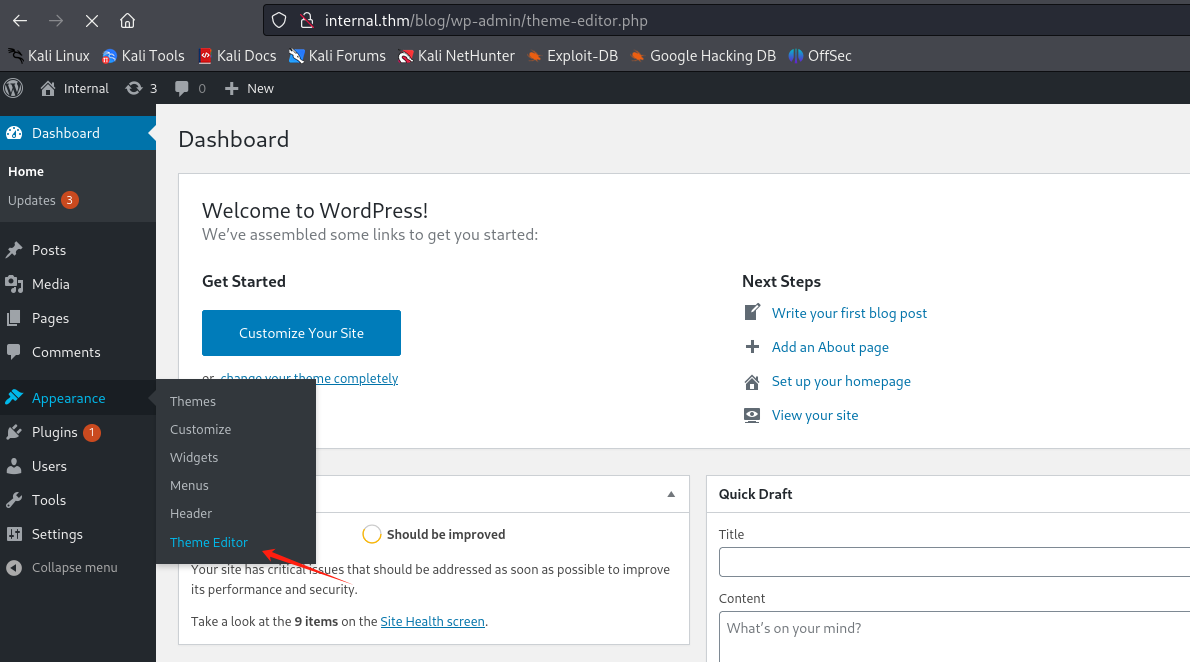 internal.thm/blog/wp-admin/theme-editor.php
Kali Linux Kali Tools Kali Docs Kali Forums Kali NetHunter Exploit-DB Google Hacking DB OffSec
Internal 3 0 New
Dashboard
Home
Updates 3
Posts
Media
Pages
Comments
Appearance
Plugins 1
Users
Tools
Settings
Collapse menu
Themes
Customize
Widgets
Menus
Header
Theme Editor
Dashboard
Welcome to WordPress!
We've assembled some links to get you started:
Get Started
Customize Your Site
or, change your theme completely
Next Steps
Write your first blog post
Add an About page
Set up your homepage
View your site
Should be improved
Your site has critical issues that should be addressed as soon as possible to improve
its performance and security.
Take a look at the 9 items on the Site Health screen.
Quick Draft
Title
Content
What's on your mind?